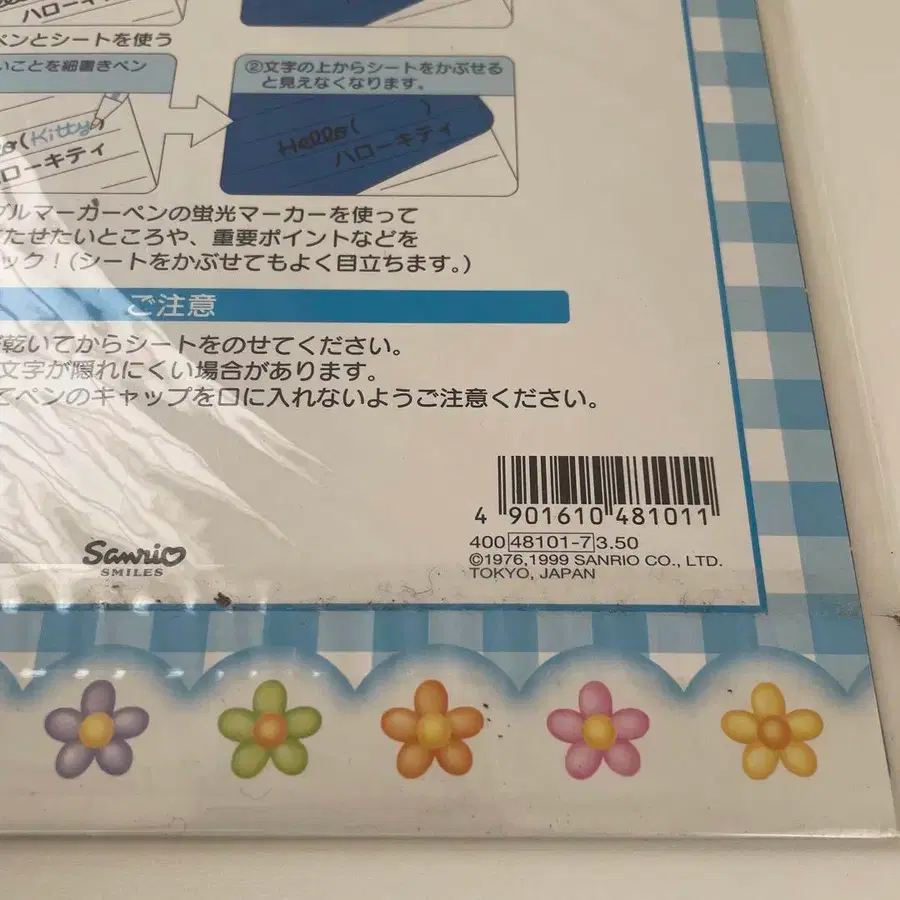 ハローキティ
ペンとシートを使う
いことを細書きペン
②文字の上からシートをかぶせる
と見えなくなります。
(Kitty)
ハローキティ
Hello( )
ハローキティ
ブルマーカーペンの蛍光マーカーを使って
たせたいところや、重要ポイントなどを
ック!(シートをかぶせてもよく目立ちます。)
ご注意
乾いてからシートをのせてください。
文字が隠れにくい場合があります。
てペンのキャップを口に入れないようご注意ください。
4 901610 481011
400 48101-7 3.50
©1976,1999 SANRIO CO., LTD.
TOKYO, JAPAN
Sanrio
SMILES